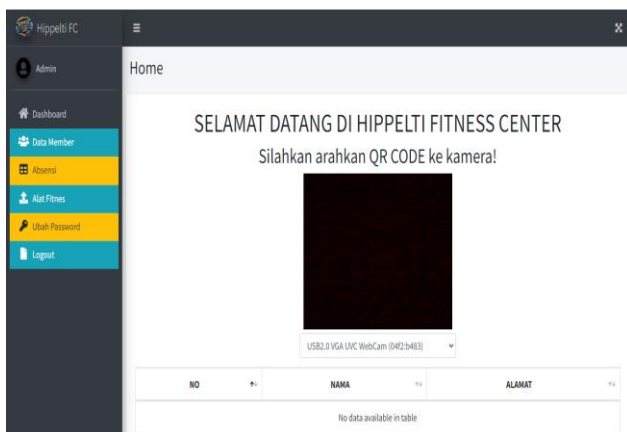 Hippelti FC
Admin
Dashboard
Data Member
Absensi
Alat Fitnes
Ubah Password
Logout
Home
SELAMAT DATANG DI HIPPELTI FITNESS CENTER
Silahkan arahkan QR CODE ke kamera!
USB2.0 VGA UVC WebCam (04f2:b483)
NO NAMA ALAMAT
No data available in table